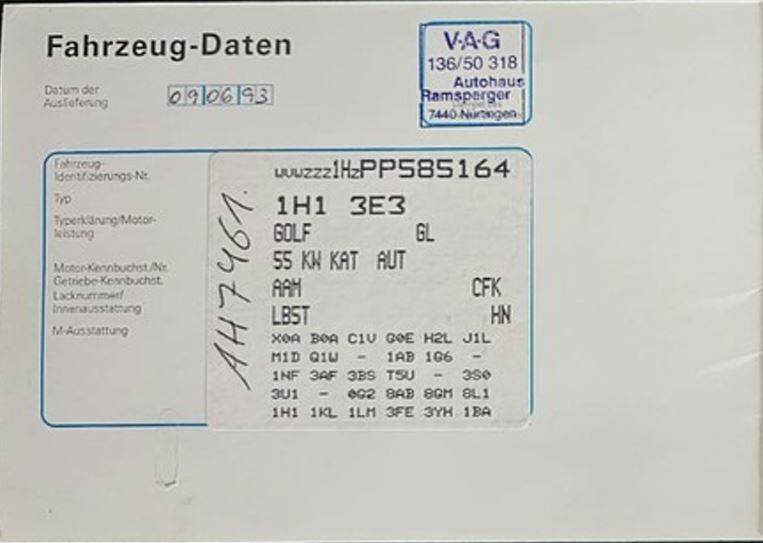 Fahrzeug-Daten
V·A·G
136/50 318
Autohaus
Ramsperger
7440 Nürtingen
Datum der
Auslieferung
09 06 93
Fahrzeug-
Identifizierungs-Nr.
WVWZZZ1HZPP585164
Typ
1H1 3E3
Typerklärung/Motor-
leistung
GOLF GL
55 KW KAT AUT
Motor-Kennbuchst./Nr.
Getriebe-Kennbuchst.
AAM CFK
Lacknummer/
Innenausstattung
LB5T HN
M-Ausstattung
X0A B0A C1V G0E H2L J1L
M1D Q1W - 1AB 1G6 -
1NF 3AF 3BS T5U - 3S0
3U1 - 0G2 8AB 8GM 8L1
1H1 1KL 1LM 3FE 3YH 1BA
AH7461.